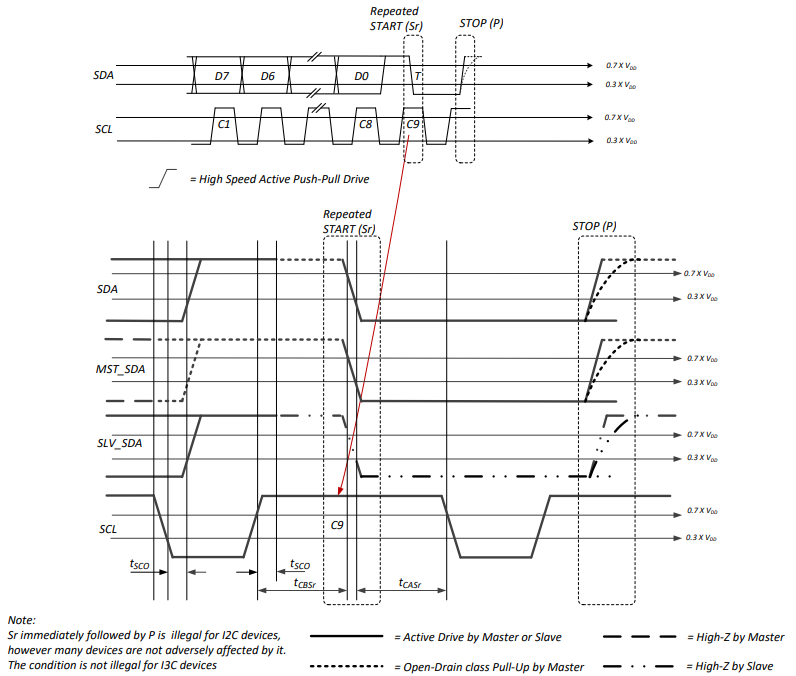 Repeated
START (Sr)
STOP (P)
SDA
D7
D6
D0
T
0.7 X VDD
0.3 X VDD
SCL
C1
C8
C9
0.7 X VDD
0.3 X VDD
= High Speed Active Push-Pull Drive
Repeated
START (Sr)
STOP (P)
SDA
0.7 X VDD
0.3 X VDD
MST_SDA
0.7 X VDD
0.3 X VDD
SLV_SDA
0.7 X VDD
0.3 X VDD
SCL
C9
0.7 X VDD
0.3 X VDD
tSCO
tSCO
tCBSr
tCASr
Note:
Sr immediately followed by P is illegal for I2C devices,
however many devices are not adversely affected by it.
The condition is not illegal for I3C devices
= Active Drive by Master or Slave
= High-Z by Master
= Open-Drain class Pull-Up by Master
= High-Z by Slave